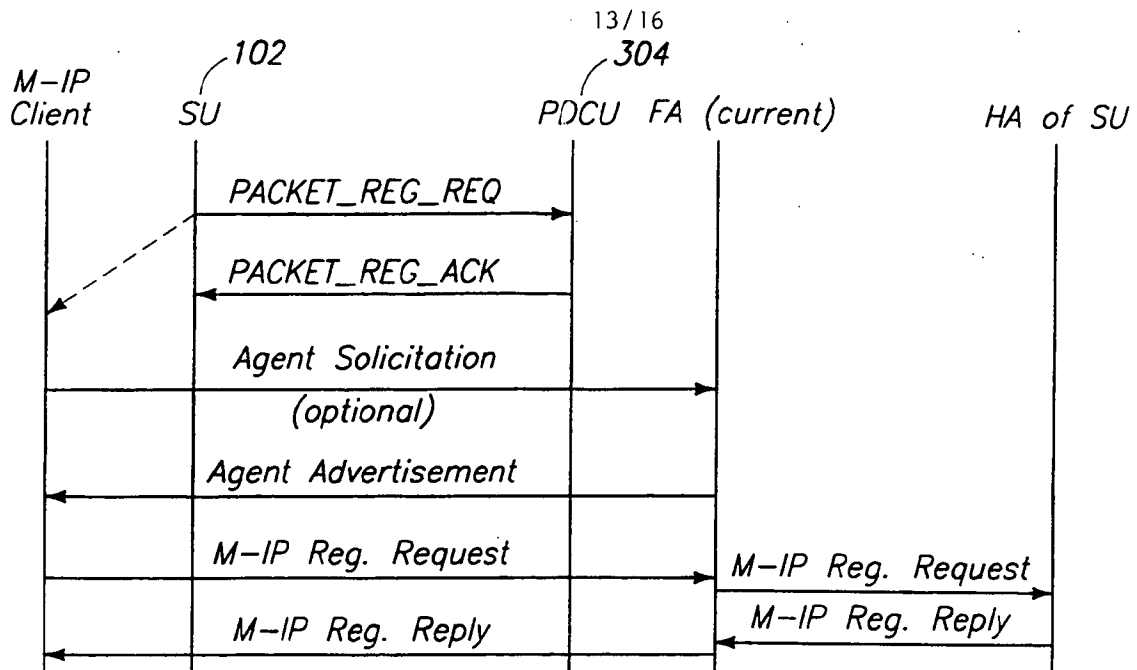 13/16
102
304
M-IP
Client
SU
PDCU
FA (current)
HA of SU
PACKET_REG_REQ
PACKET_REG_ACK
Agent Solicitation
(optional)
Agent Advertisement
M-IP Reg. Request
M-IP Reg. Request
M-IP Reg. Reply
M-IP Reg. Reply